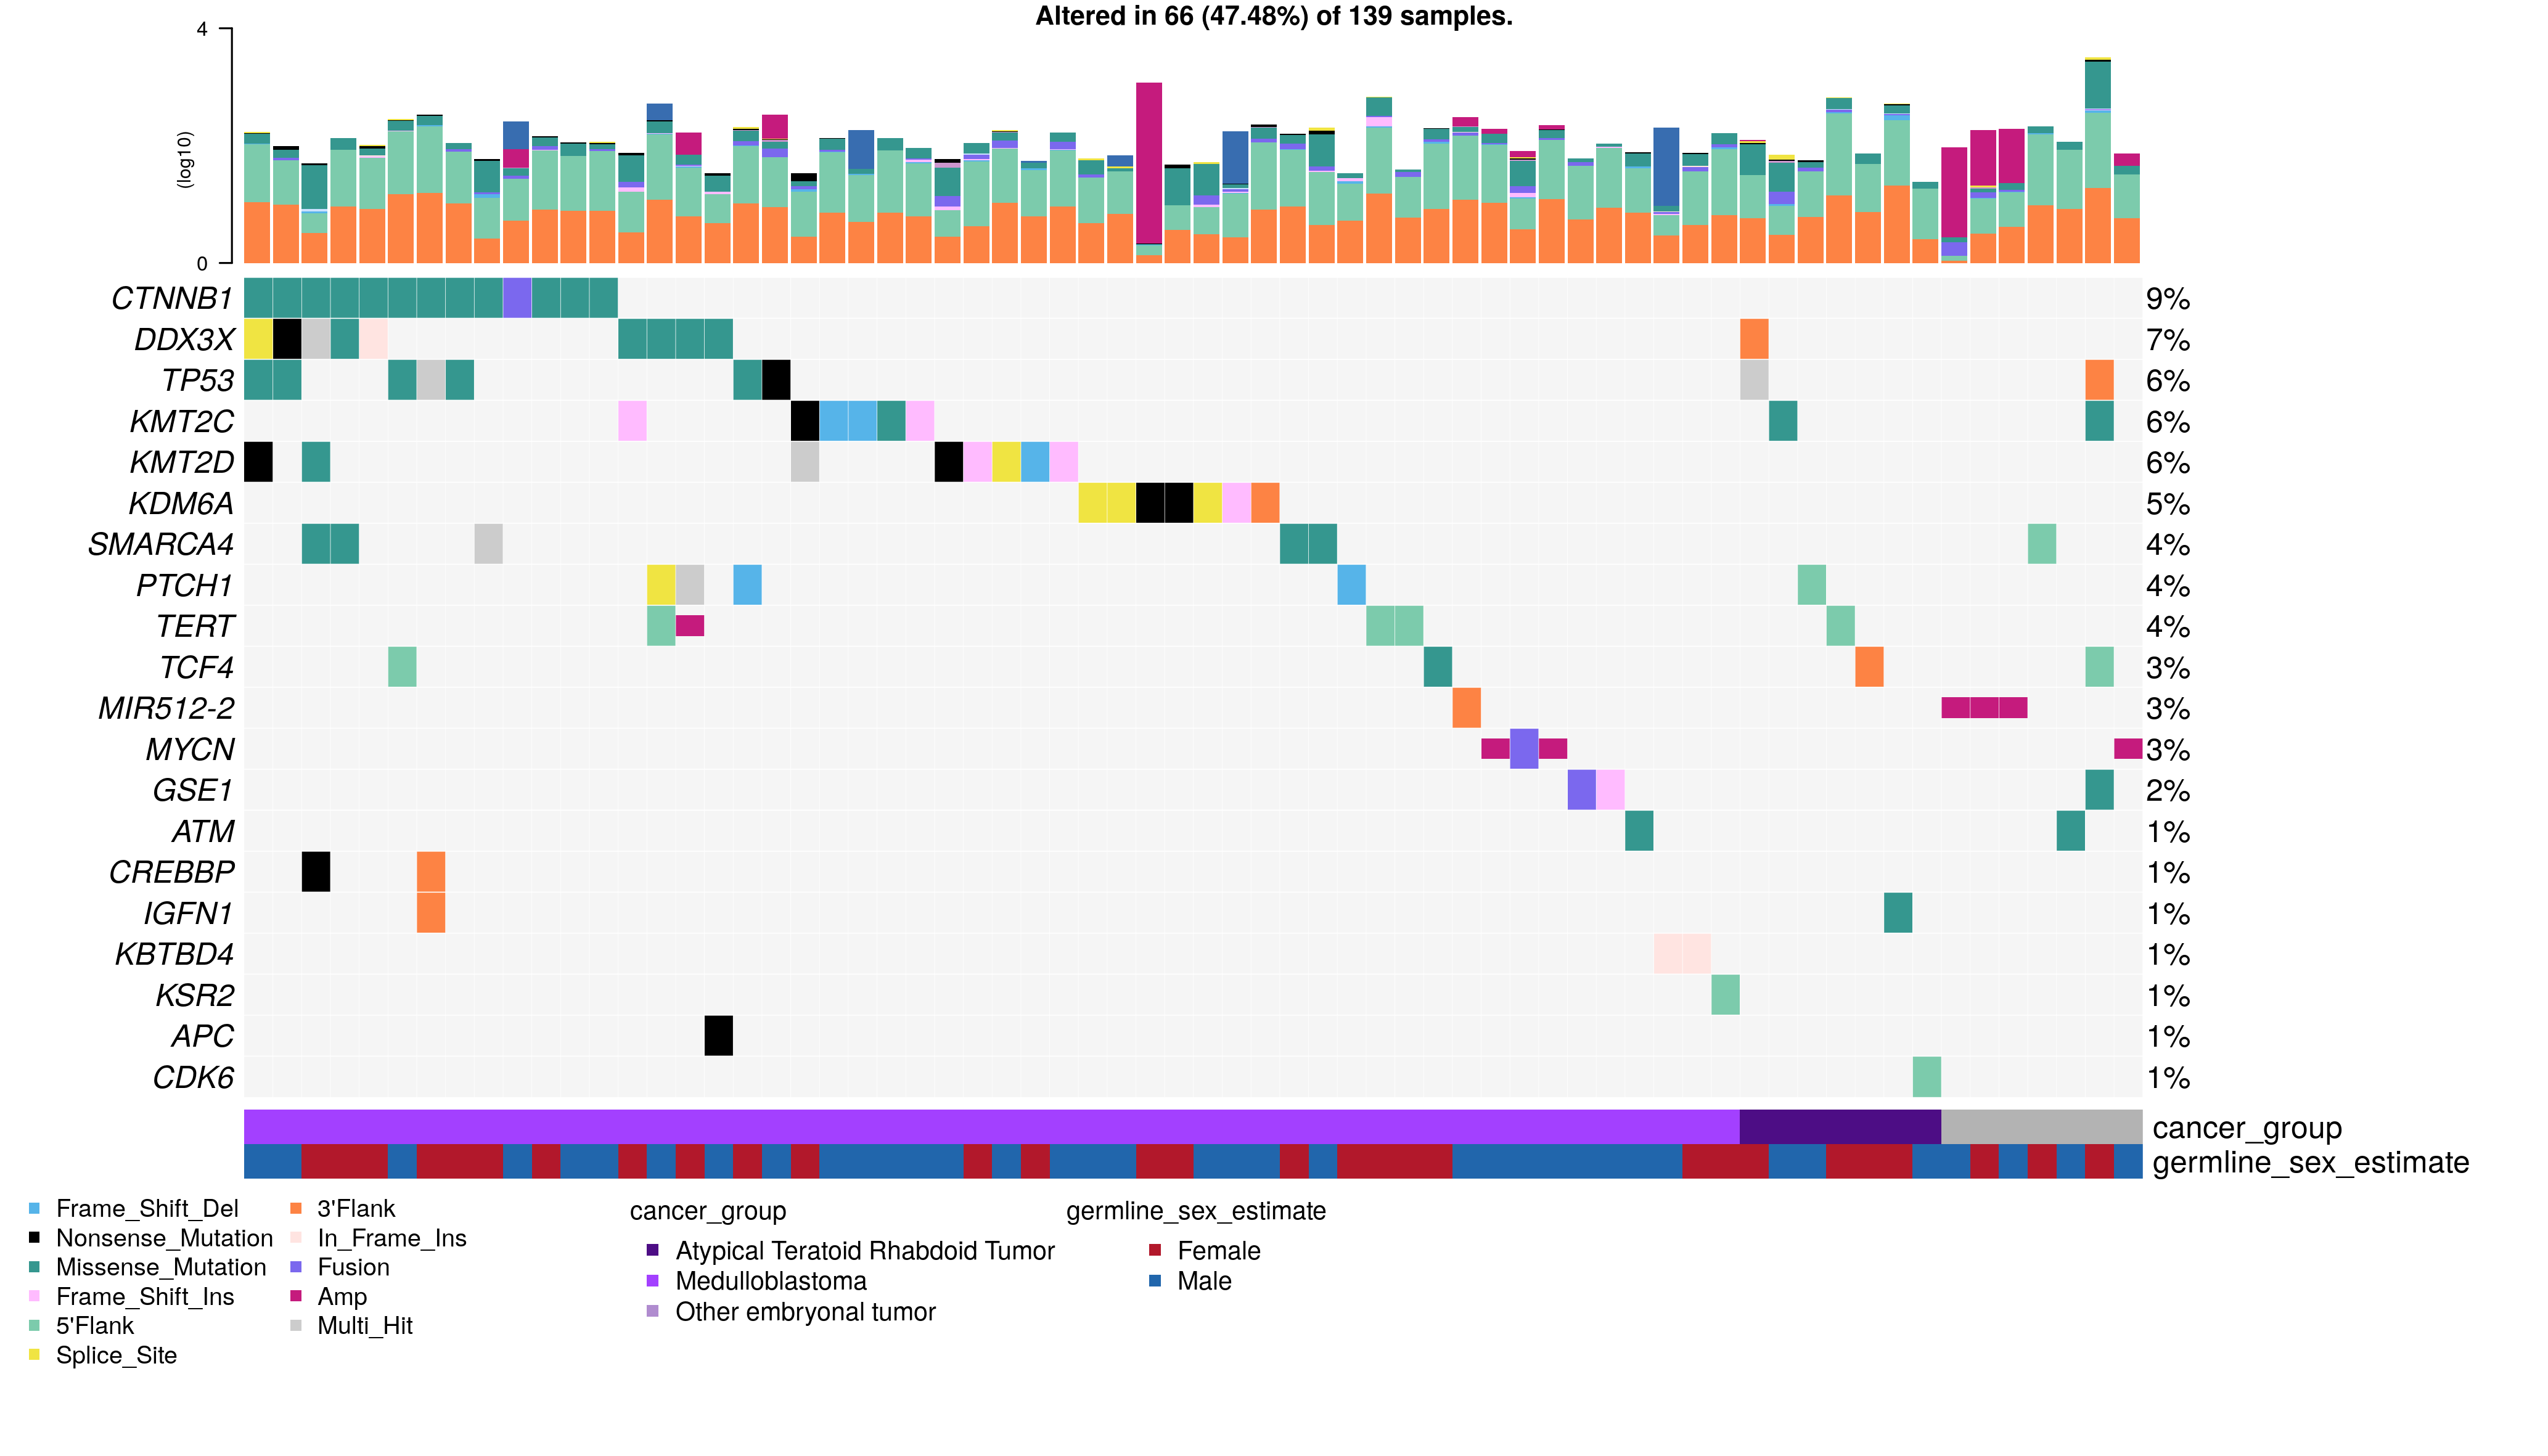 Altered in 66 (47.48%) of 139 samples.
4
(log10)
0
CTNNB1 9%
DDX3X 7%
TP53 6%
KMT2C 6%
KMT2D 6%
KDM6A 5%
SMARCA4 4%
PTCH1 4%
TERT 4%
TCF4 3%
MIR512-2 3%
MYCN 3%
GSE1 2%
ATM 1%
CREBBP 1%
IGFN1 1%
KBTBD4 1%
KSR2 1%
APC 1%
CDK6 1%
cancer_group
germline_sex_estimate
Frame_Shift_Del
Nonsense_Mutation
Missense_Mutation
Frame_Shift_Ins
5'Flank
Splice_Site
3'Flank
In_Frame_Ins
Fusion
Amp
Multi_Hit
cancer_group
Atypical Teratoid Rhabdoid Tumor
Medulloblastoma
Other embryonal tumor
germline_sex_estimate
Female
Male